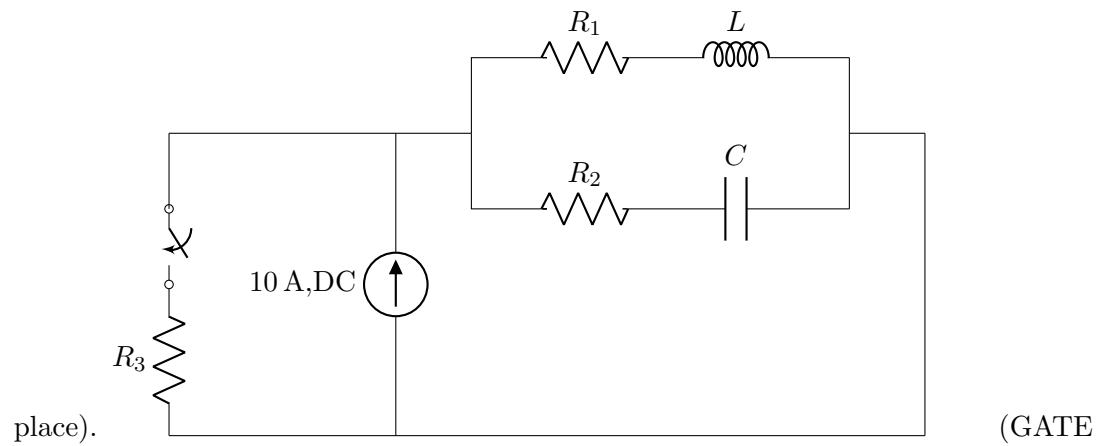 R₁
L
R₂
C
10 A,DC
R₃
place).
(GATE